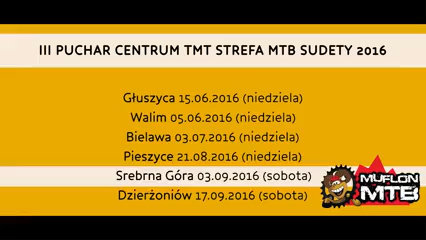 III PUCHAR CENTRUM TMT STREFA MTB SUDETY 2016
Głuszyca 15.06.2016 (niedziela)
Walim 05.06.2016 (niedziela)
Bielawa 03.07.2016 (niedziela)
Pieszyce 21.08.2016 (niedziela)
Srebrna Góra 03.09.2016 (sobota)
Dzierżoniów 17.09.2016 (sobota)
MUFLON
MTB